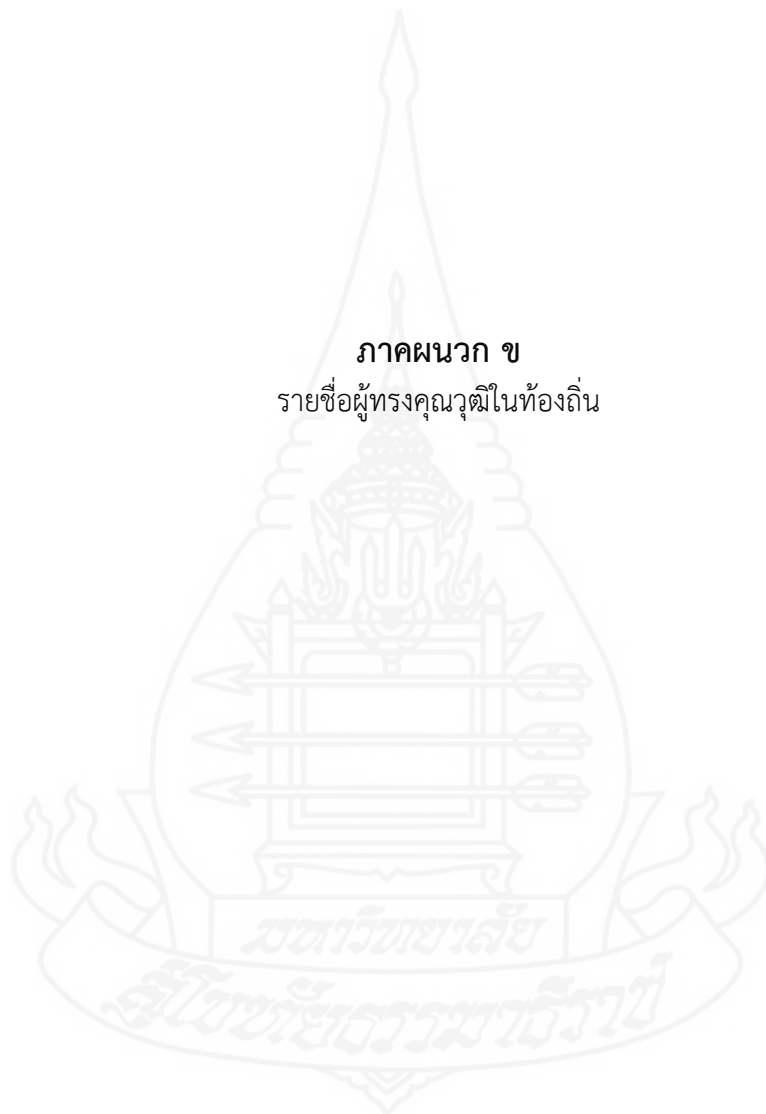 ภาคผนวก ข
รายชื่อผู้ทรงคุณวุฒิในท้องถิ่น
มหาวิทยาลัย
สุโขทัยธรรมาธิราช